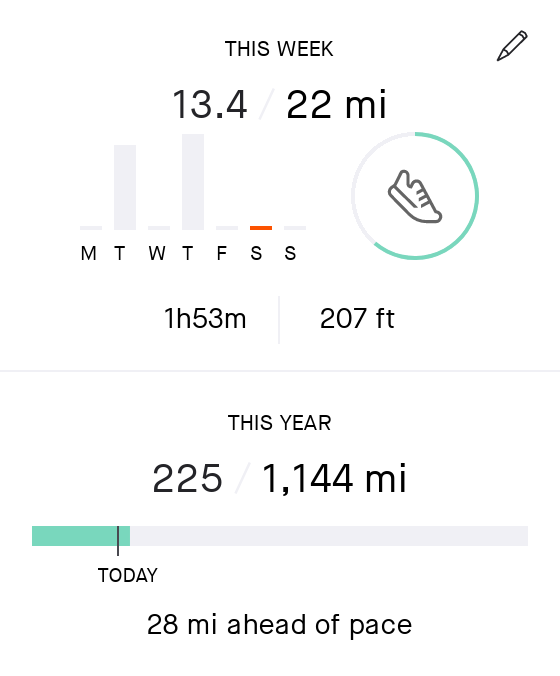 THIS WEEK
13.4 / 22 mi
M T W T F S S
1h53m 207 ft
THIS YEAR
225 / 1,144 mi
TODAY
28 mi ahead of pace